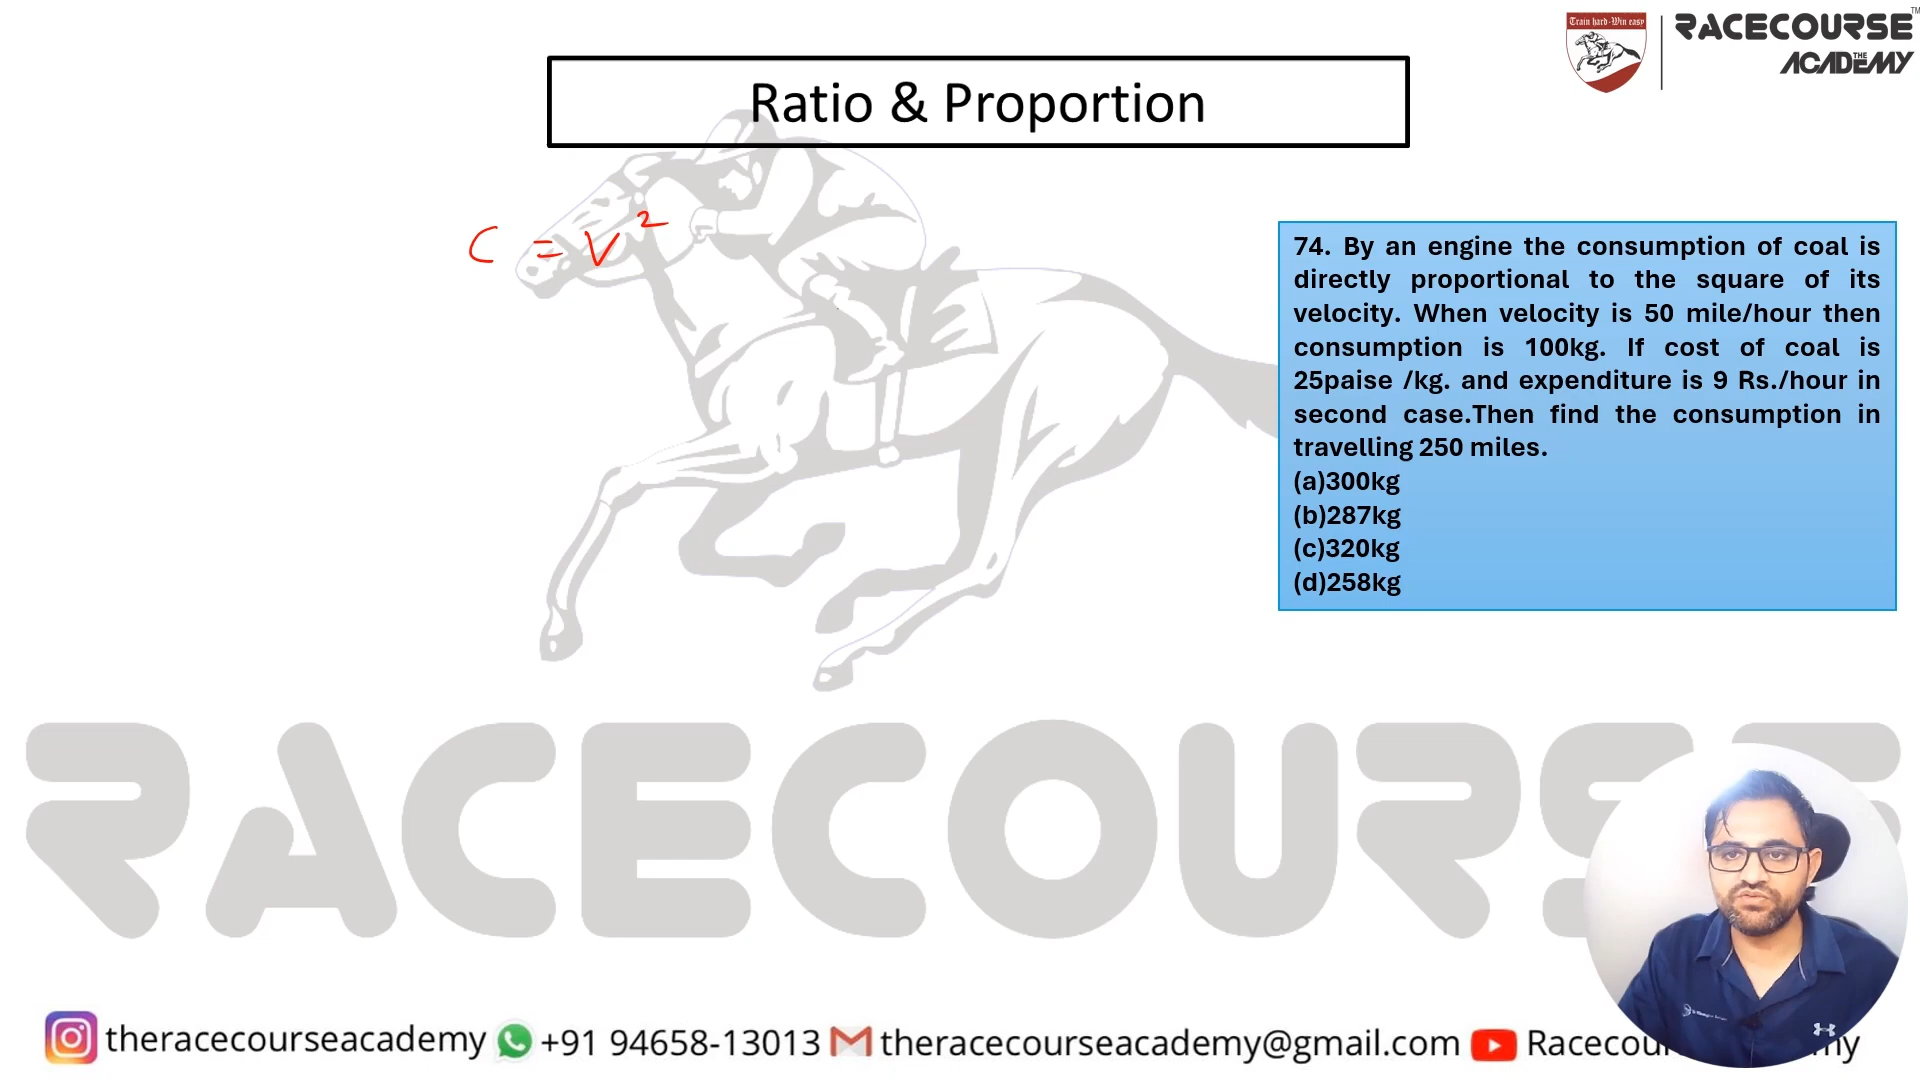 Train hard-Win easy
RACECOURSE TM
THE ACADEMY
Ratio & Proportion
C = V²
74. By an engine the consumption of coal is
directly proportional to the square of its
velocity. When velocity is 50 mile/hour then
consumption is 100kg. If cost of coal is
25paise /kg. and expenditure is 9 Rs./hour in
second case.Then find the consumption in
travelling 250 miles.
(a)300kg
(b)287kg
(c)320kg
(d)258kg
RACECOURSE
theracecourseacademy +91 94658-13013 theracecourseacademy@gmail.com